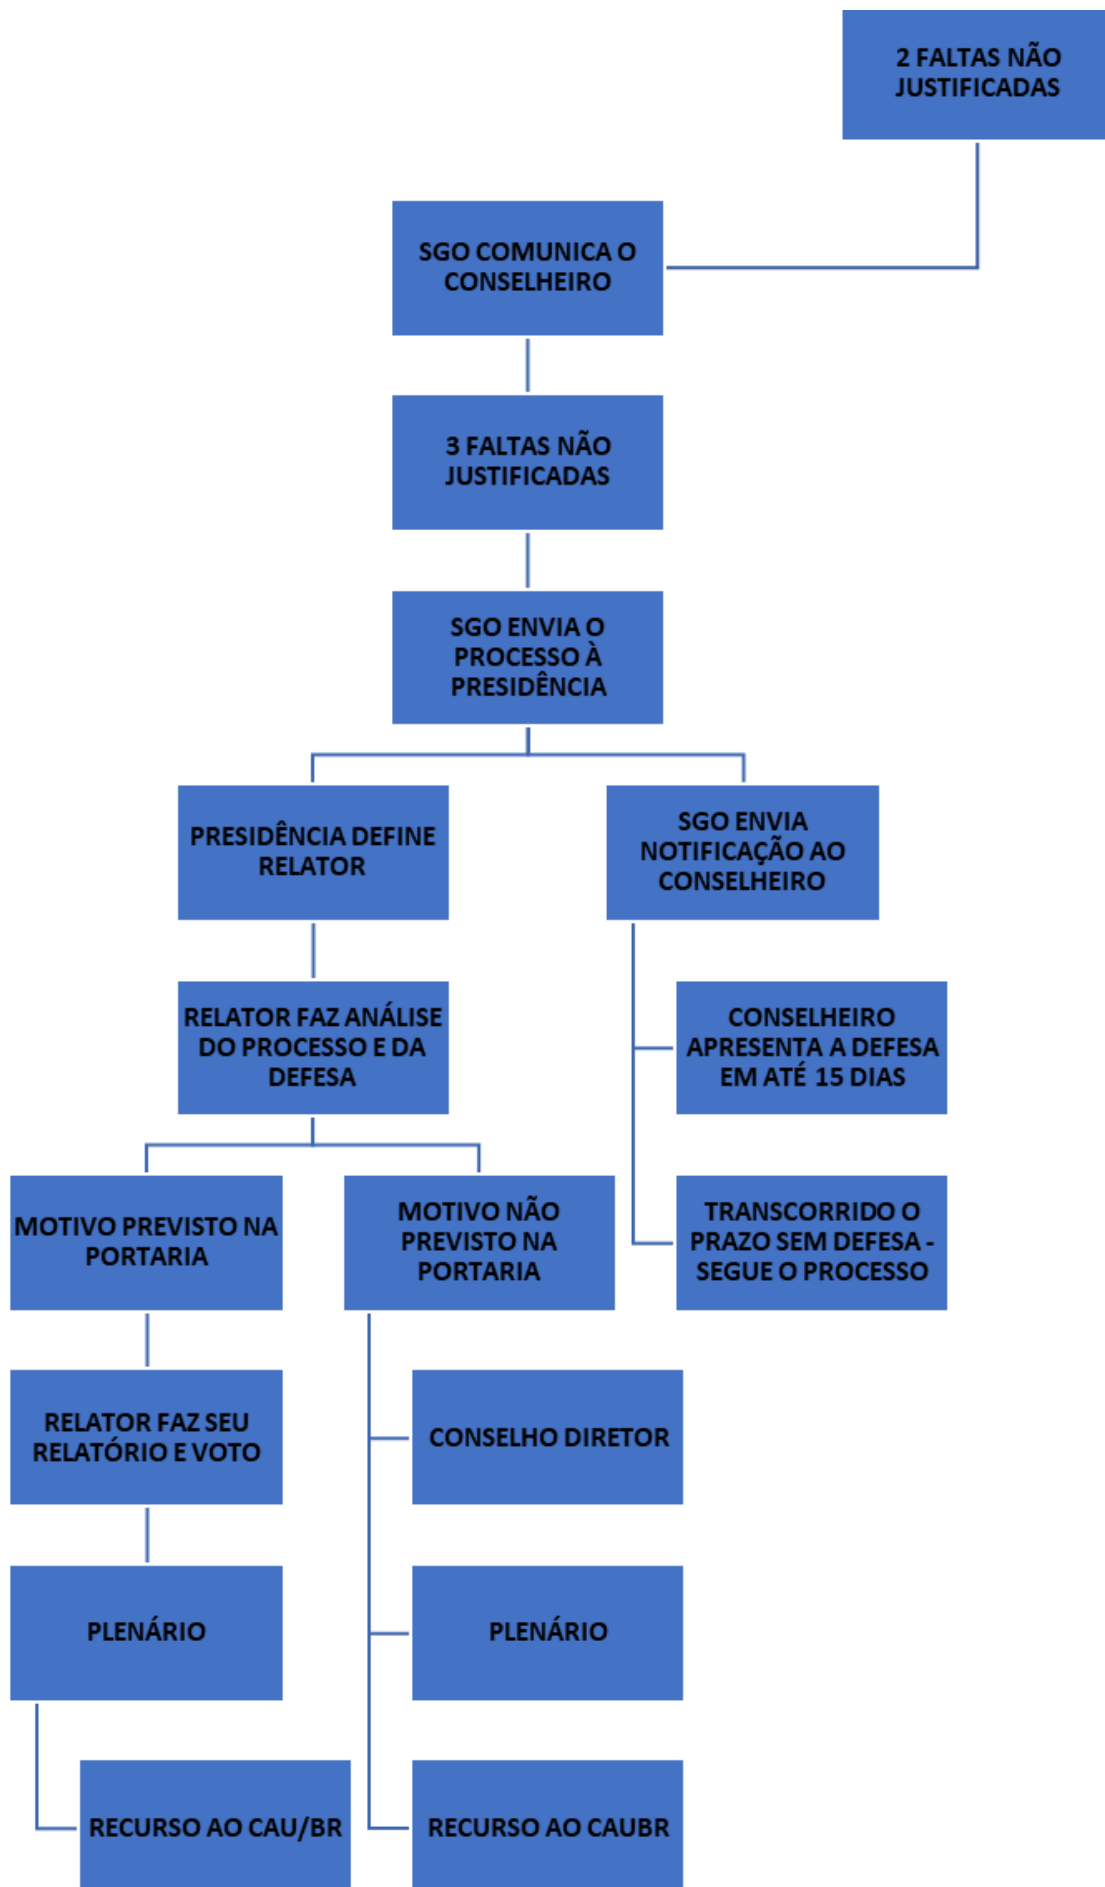 2 FALTAS NÃO
JUSTIFICADAS
SGO COMUNICA O
CONSELHEIRO
3 FALTAS NÃO
JUSTIFICADAS
SGO ENVIA O
PROCESSO À
PRESIDÊNCIA
PRESIDÊNCIA DEFINE
RELATOR
SGO ENVIA
NOTIFICAÇÃO AO
CONSELHEIRO
RELATOR FAZ ANÁLISE
DO PROCESSO E DA
DEFESA
CONSELHEIRO
APRESENTA A DEFESA
EM ATÉ 15 DIAS
MOTIVO PREVISTO NA
PORTARIA
MOTIVO NÃO
PREVISTO NA
PORTARIA
TRANSCORRIDO O
PRAZO SEM DEFESA -
SEGUE O PROCESSO
RELATOR FAZ SEU
RELATÓRIO E VOTO
CONSELHO DIRETOR
PLENÁRIO
PLENÁRIO
RECURSO AO CAU/BR
RECURSO AO CAUBR